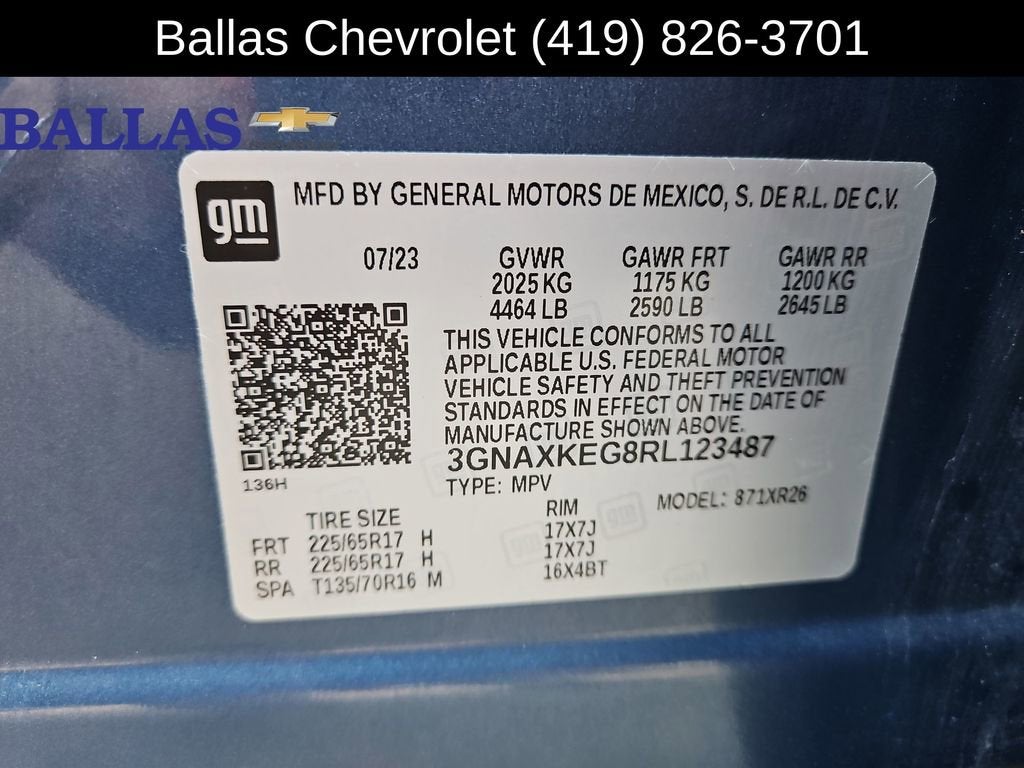 Ballas Chevrolet (419) 826-3701
BALLAS
gm
MFD BY GENERAL MOTORS DE MEXICO, S. DE R.L. DE C.V.
07/23 GVWR GAWR FRT GAWR RR
2025 KG 1175 KG 1200 KG
4464 LB 2590 LB 2645 LB
THIS VEHICLE CONFORMS TO ALL
APPLICABLE U.S. FEDERAL MOTOR
VEHICLE SAFETY AND THEFT PREVENTION
STANDARDS IN EFFECT ON THE DATE OF
MANUFACTURE SHOWN ABOVE.
3GNAXKEG8RL123487
136H
TYPE: MPV MODEL: 871XR26
TIRE SIZE RIM
FRT 225/65R17 H 17X7J
RR 225/65R17 H 17X7J
SPA T135/70R16 M 16X4BT